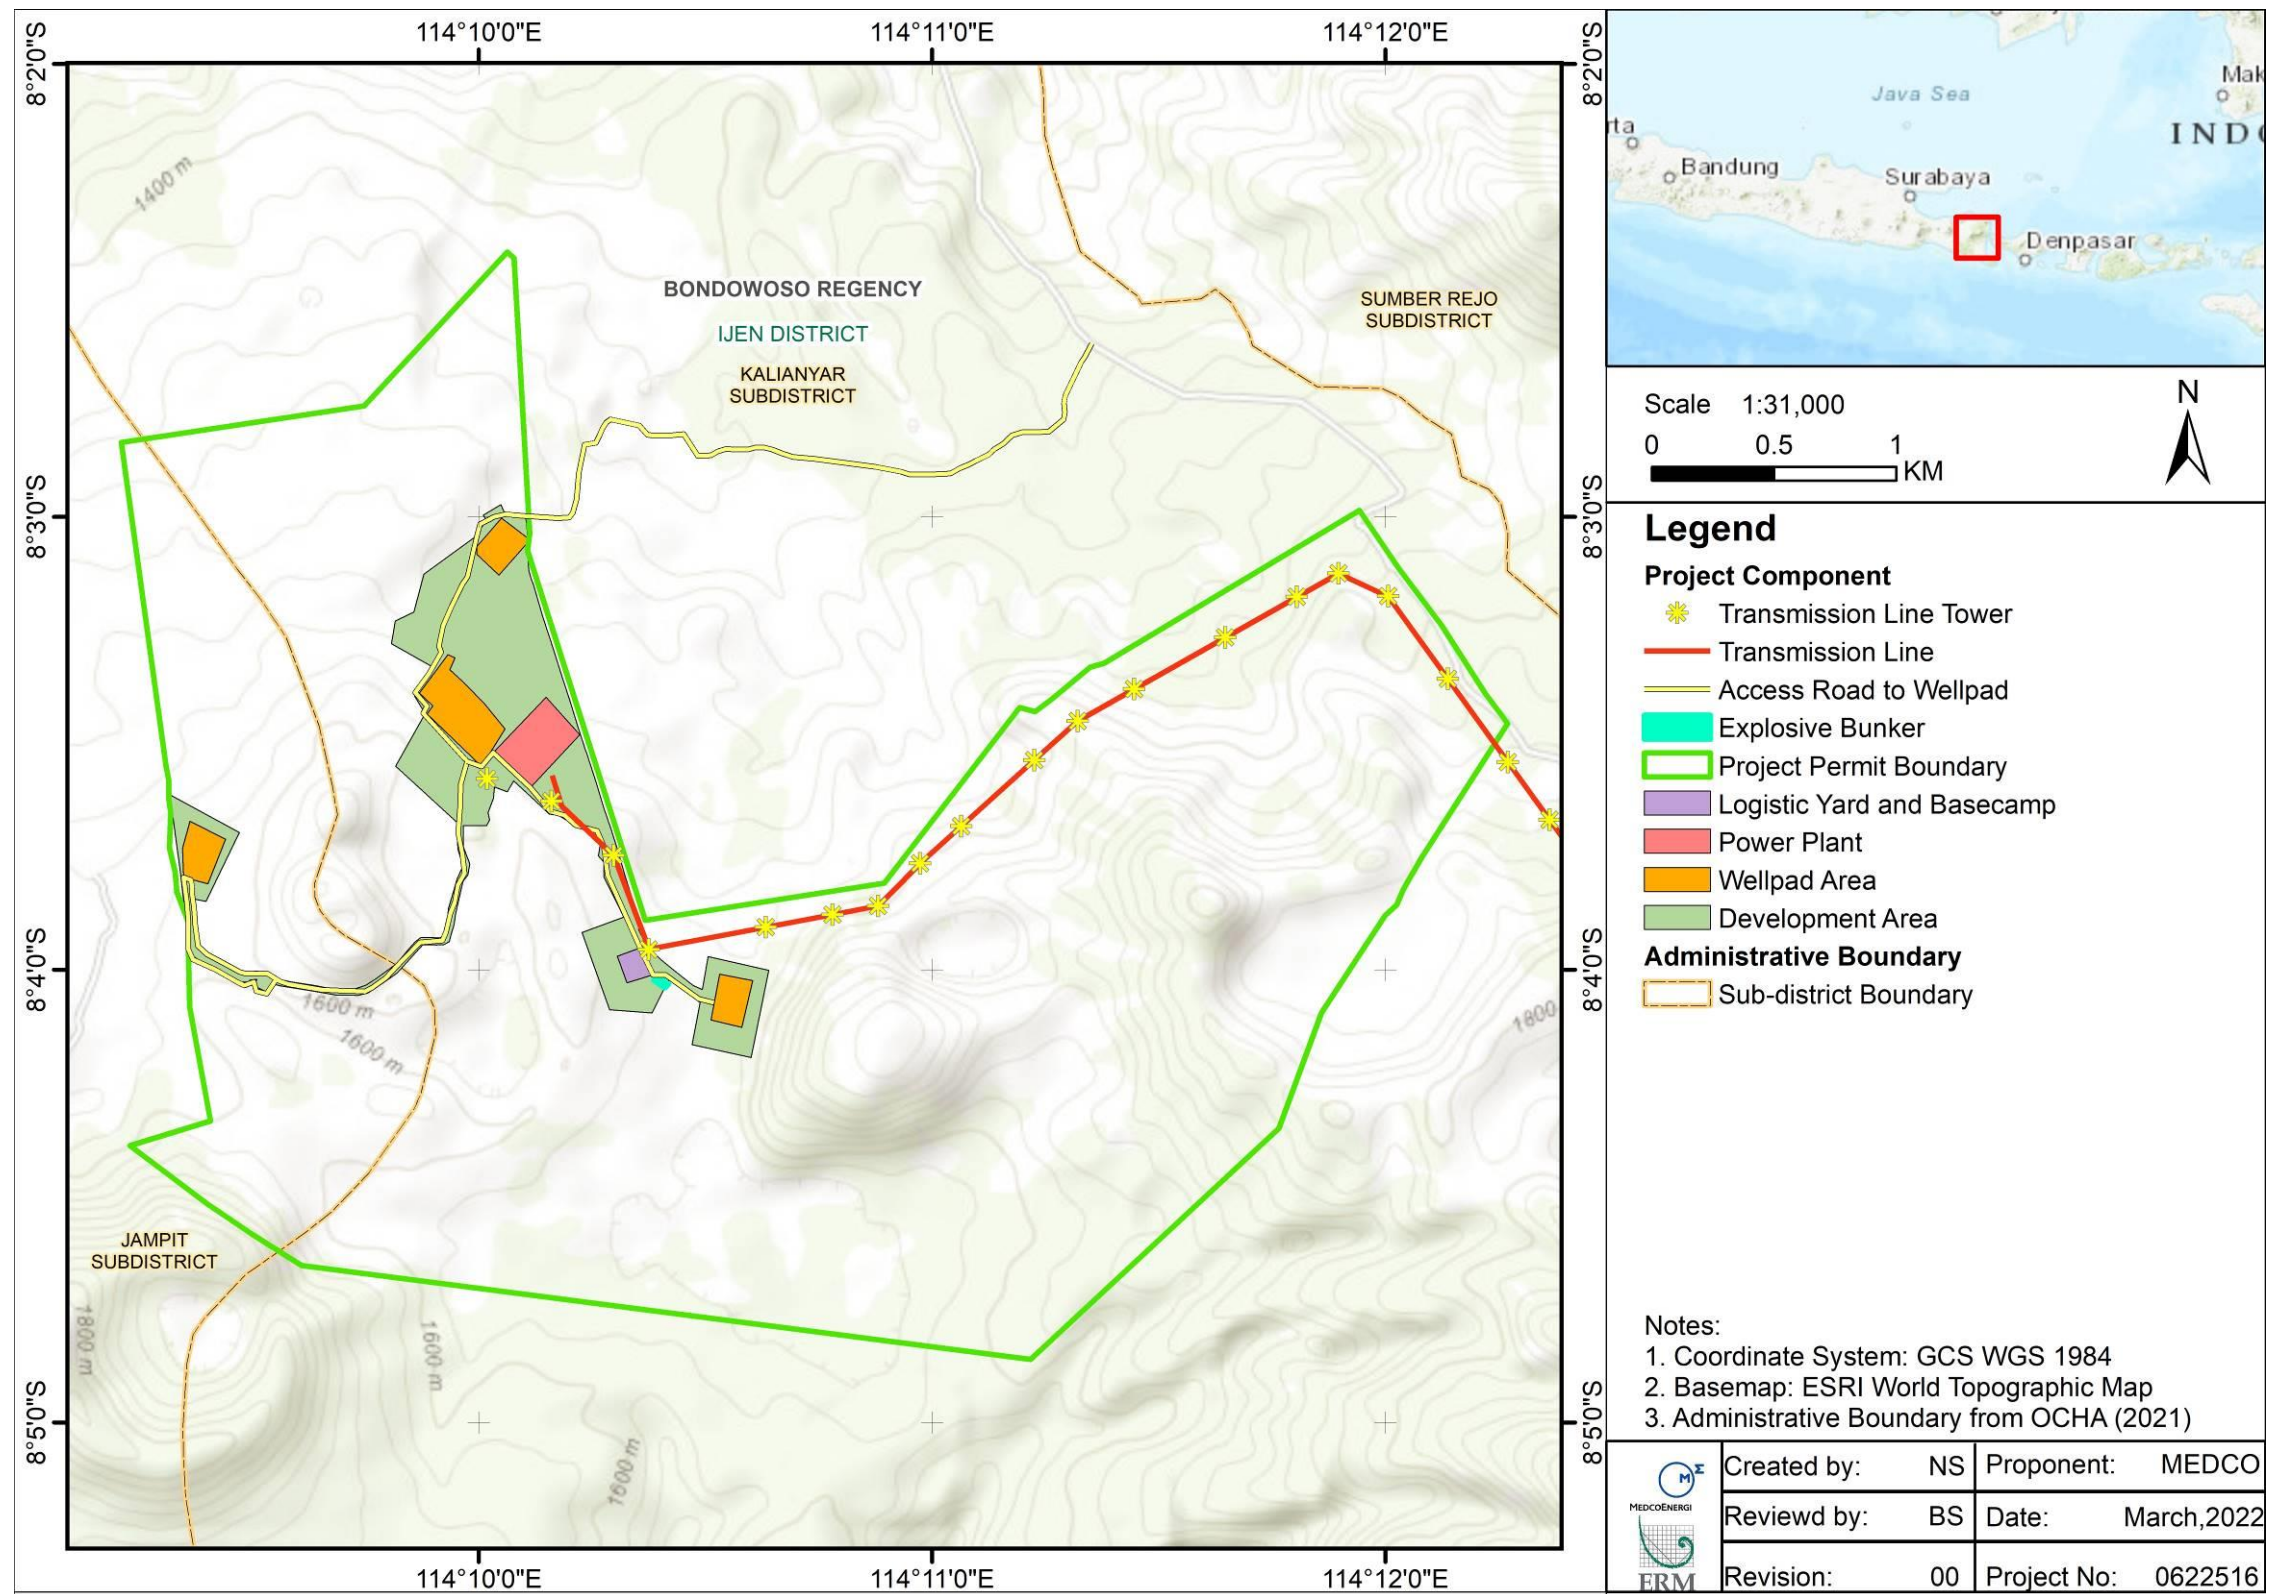 114°10'0"E
114°11'0"E
114°12'0"E
8°2'0"S
8°2'0"S
8°3'0"S
8°3'0"S
8°4'0"S
8°4'0"S
8°5'0"S
8°5'0"S
114°10'0"E
114°11'0"E
114°12'0"E
1400 m
BONDOWOSO REGENCY
IJEN DISTRICT
KALIANYAR
SUBDISTRICT
SUMBER REJO
SUBDISTRICT
1600 m
1600 m
1800
JAMPIT
SUBDISTRICT
1800 m
1600 m
1600 m
Java Sea
Mak
rta
IND
Bandung
Surabaya
Denpasar
Scale 1:31,000
N
0 0.5 1
KM
Legend
Project Component
Transmission Line Tower
Transmission Line
Access Road to Wellpad
Explosive Bunker
Project Permit Boundary
Logistic Yard and Basecamp
Power Plant
Wellpad Area
Development Area
Administrative Boundary
Sub-district Boundary
Notes:
1. Coordinate System: GCS WGS 1984
2. Basemap: ESRI World Topographic Map
3. Administrative Boundary from OCHA (2021)
MEDCOENERGI
ERM
Created by: NS Proponent: MEDCO
Reviewd by: BS Date: March,2022
Revision: 00 Project No: 0622516